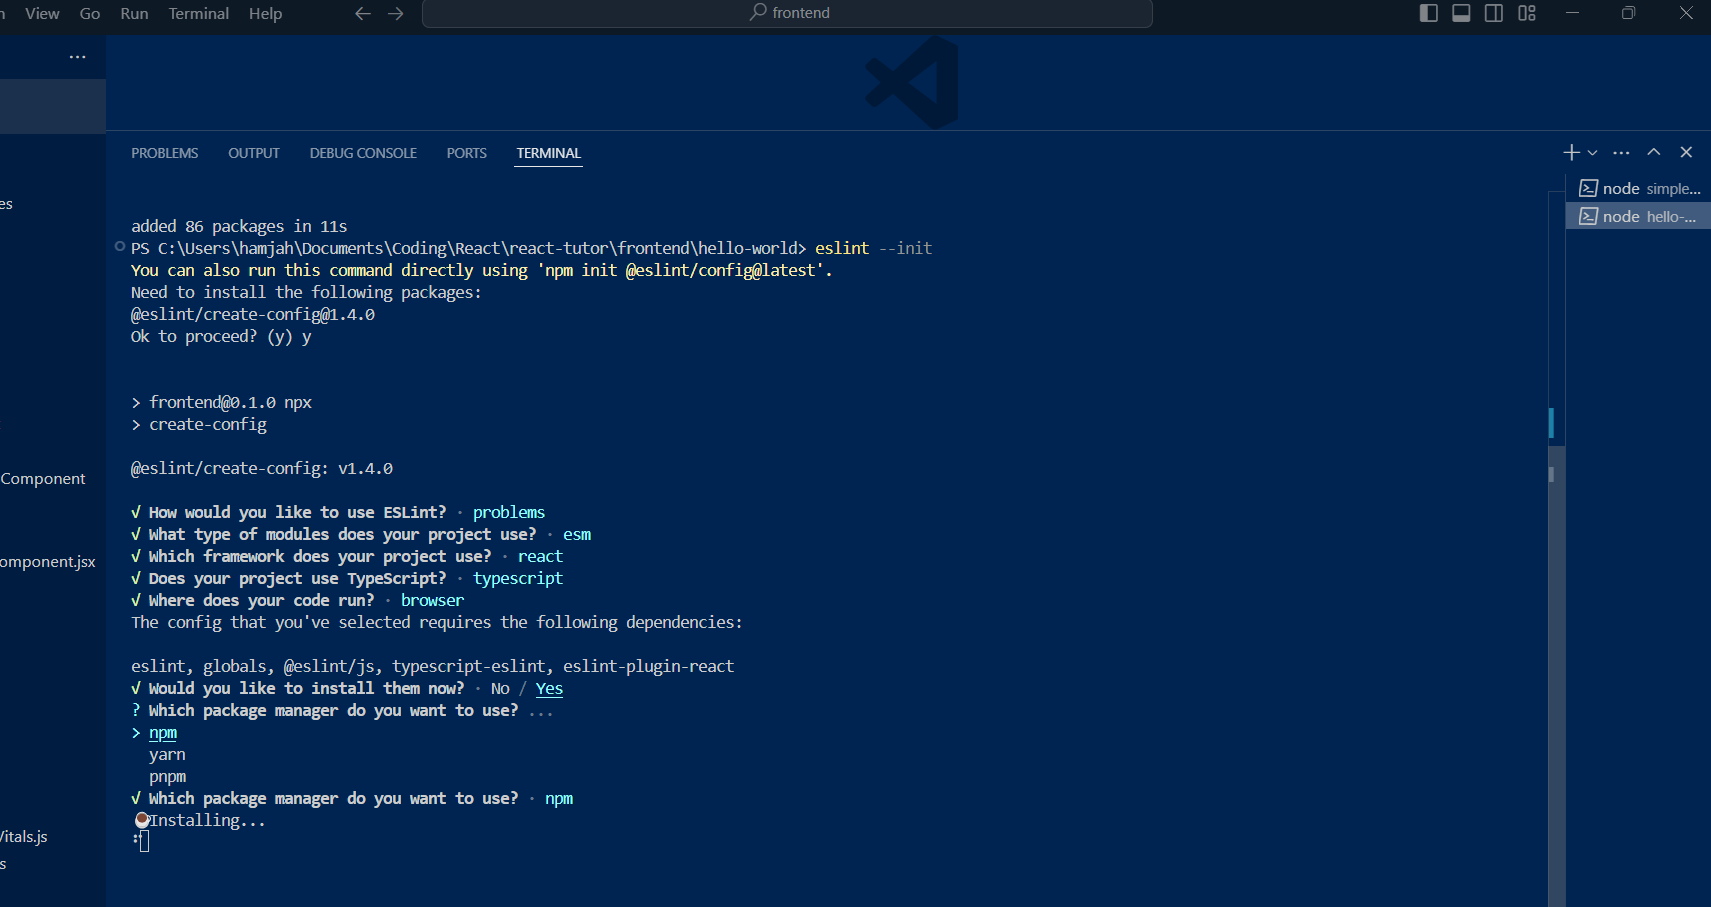 View Go Run Terminal Help
frontend
PROBLEMS OUTPUT DEBUG CONSOLE PORTS TERMINAL
node simple...
node hello-...
es
Component
omponent.jsx
Vitals.js
s
added 86 packages in 11s
PS C:\Users\hamjah\Documents\Coding\React\react-tutor\frontend\hello-world> eslint --init
You can also run this command directly using 'npm init @eslint/config@latest'.
Need to install the following packages:
@eslint/create-config@1.4.0
Ok to proceed? (y) y
> frontend@0.1.0 npx
> create-config
@eslint/create-config: v1.4.0
√ How would you like to use ESLint? · problems
√ What type of modules does your project use? · esm
√ Which framework does your project use? · react
√ Does your project use TypeScript? · typescript
√ Where does your code run? · browser
The config that you've selected requires the following dependencies:
eslint, globals, @eslint/js, typescript-eslint, eslint-plugin-react
√ Would you like to install them now? · No / Yes
? Which package manager do you want to use? ...
> npm
yarn
pnpm
√ Which package manager do you want to use? · npm
☕Installing...